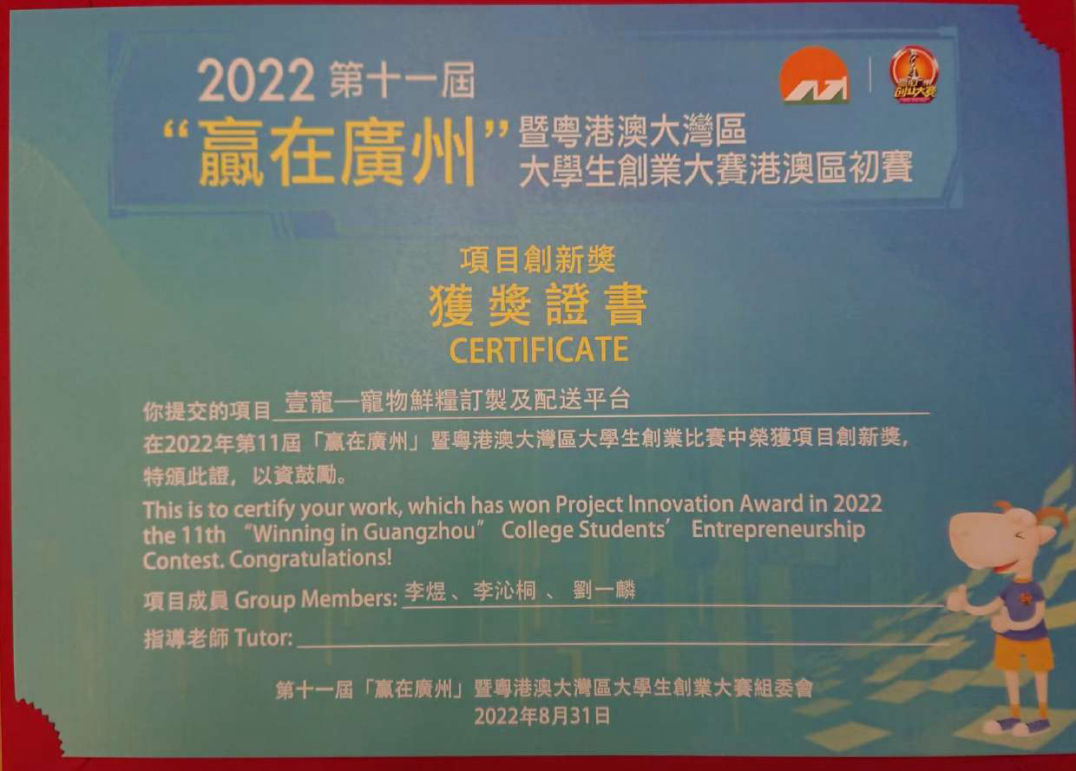 2022 第十一屆
“贏在廣州”
暨粵港澳大灣區
大學生創業大賽港澳區初賽
項目創新獎
獲獎證書
CERTIFICATE
你提交的項目 壹寵—寵物鮮糧訂製及配送平台
在2022年第11屆「贏在廣州」暨粵港澳大灣區大學生創業比賽中榮獲項目創新獎,
特頒此證，以資鼓勵。
This is to certify your work, which has won Project Innovation Award in 2022
the 11th “Winning in Guangzhou” College Students’ Entrepreneurship
Contest. Congratulations!
項目成員 Group Members: 李煜、李沁桐、劉一麟
指導老師 Tutor:
第十一屆「贏在廣州」暨粵港澳大灣區大學生創業大賽組委會
2022年8月31日